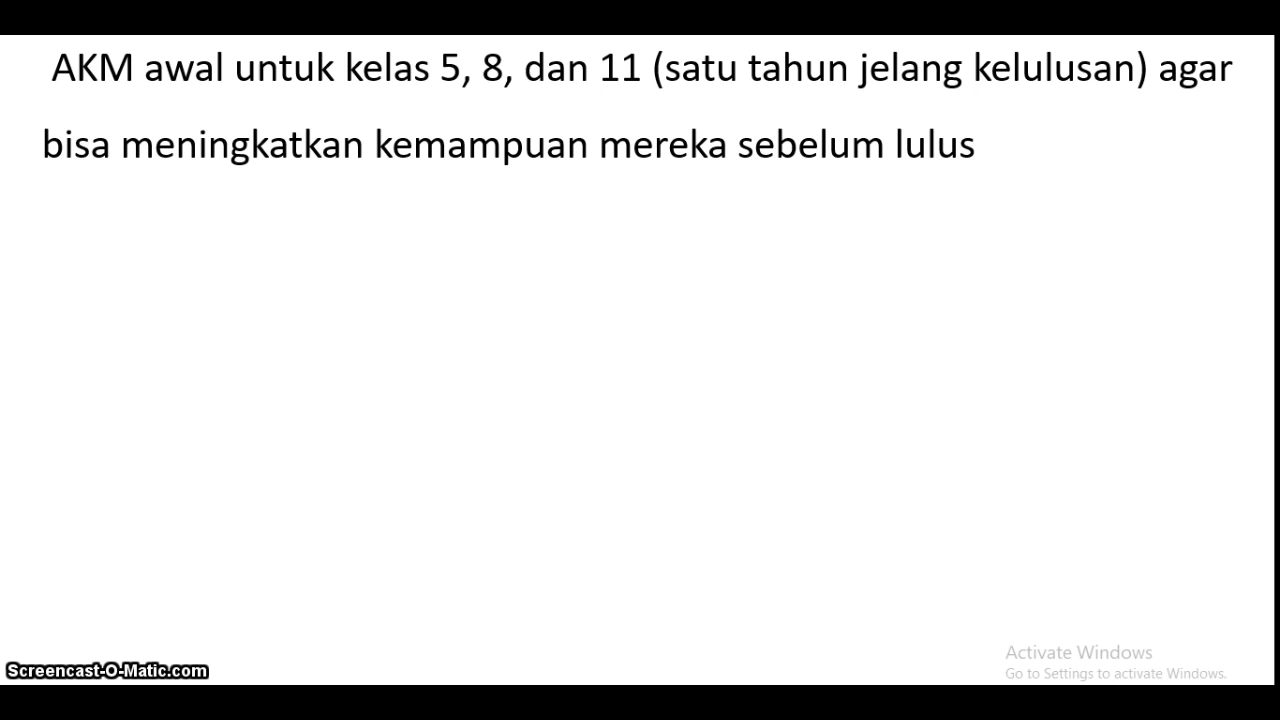 AKM awal untuk kelas 5, 8, dan 11 (satu tahun jelang kelulusan) agar
bisa meningkatkan kemampuan mereka sebelum lulus
Activate Windows
Go to Settings to activate Windows.
Screencast-O-Matic.com